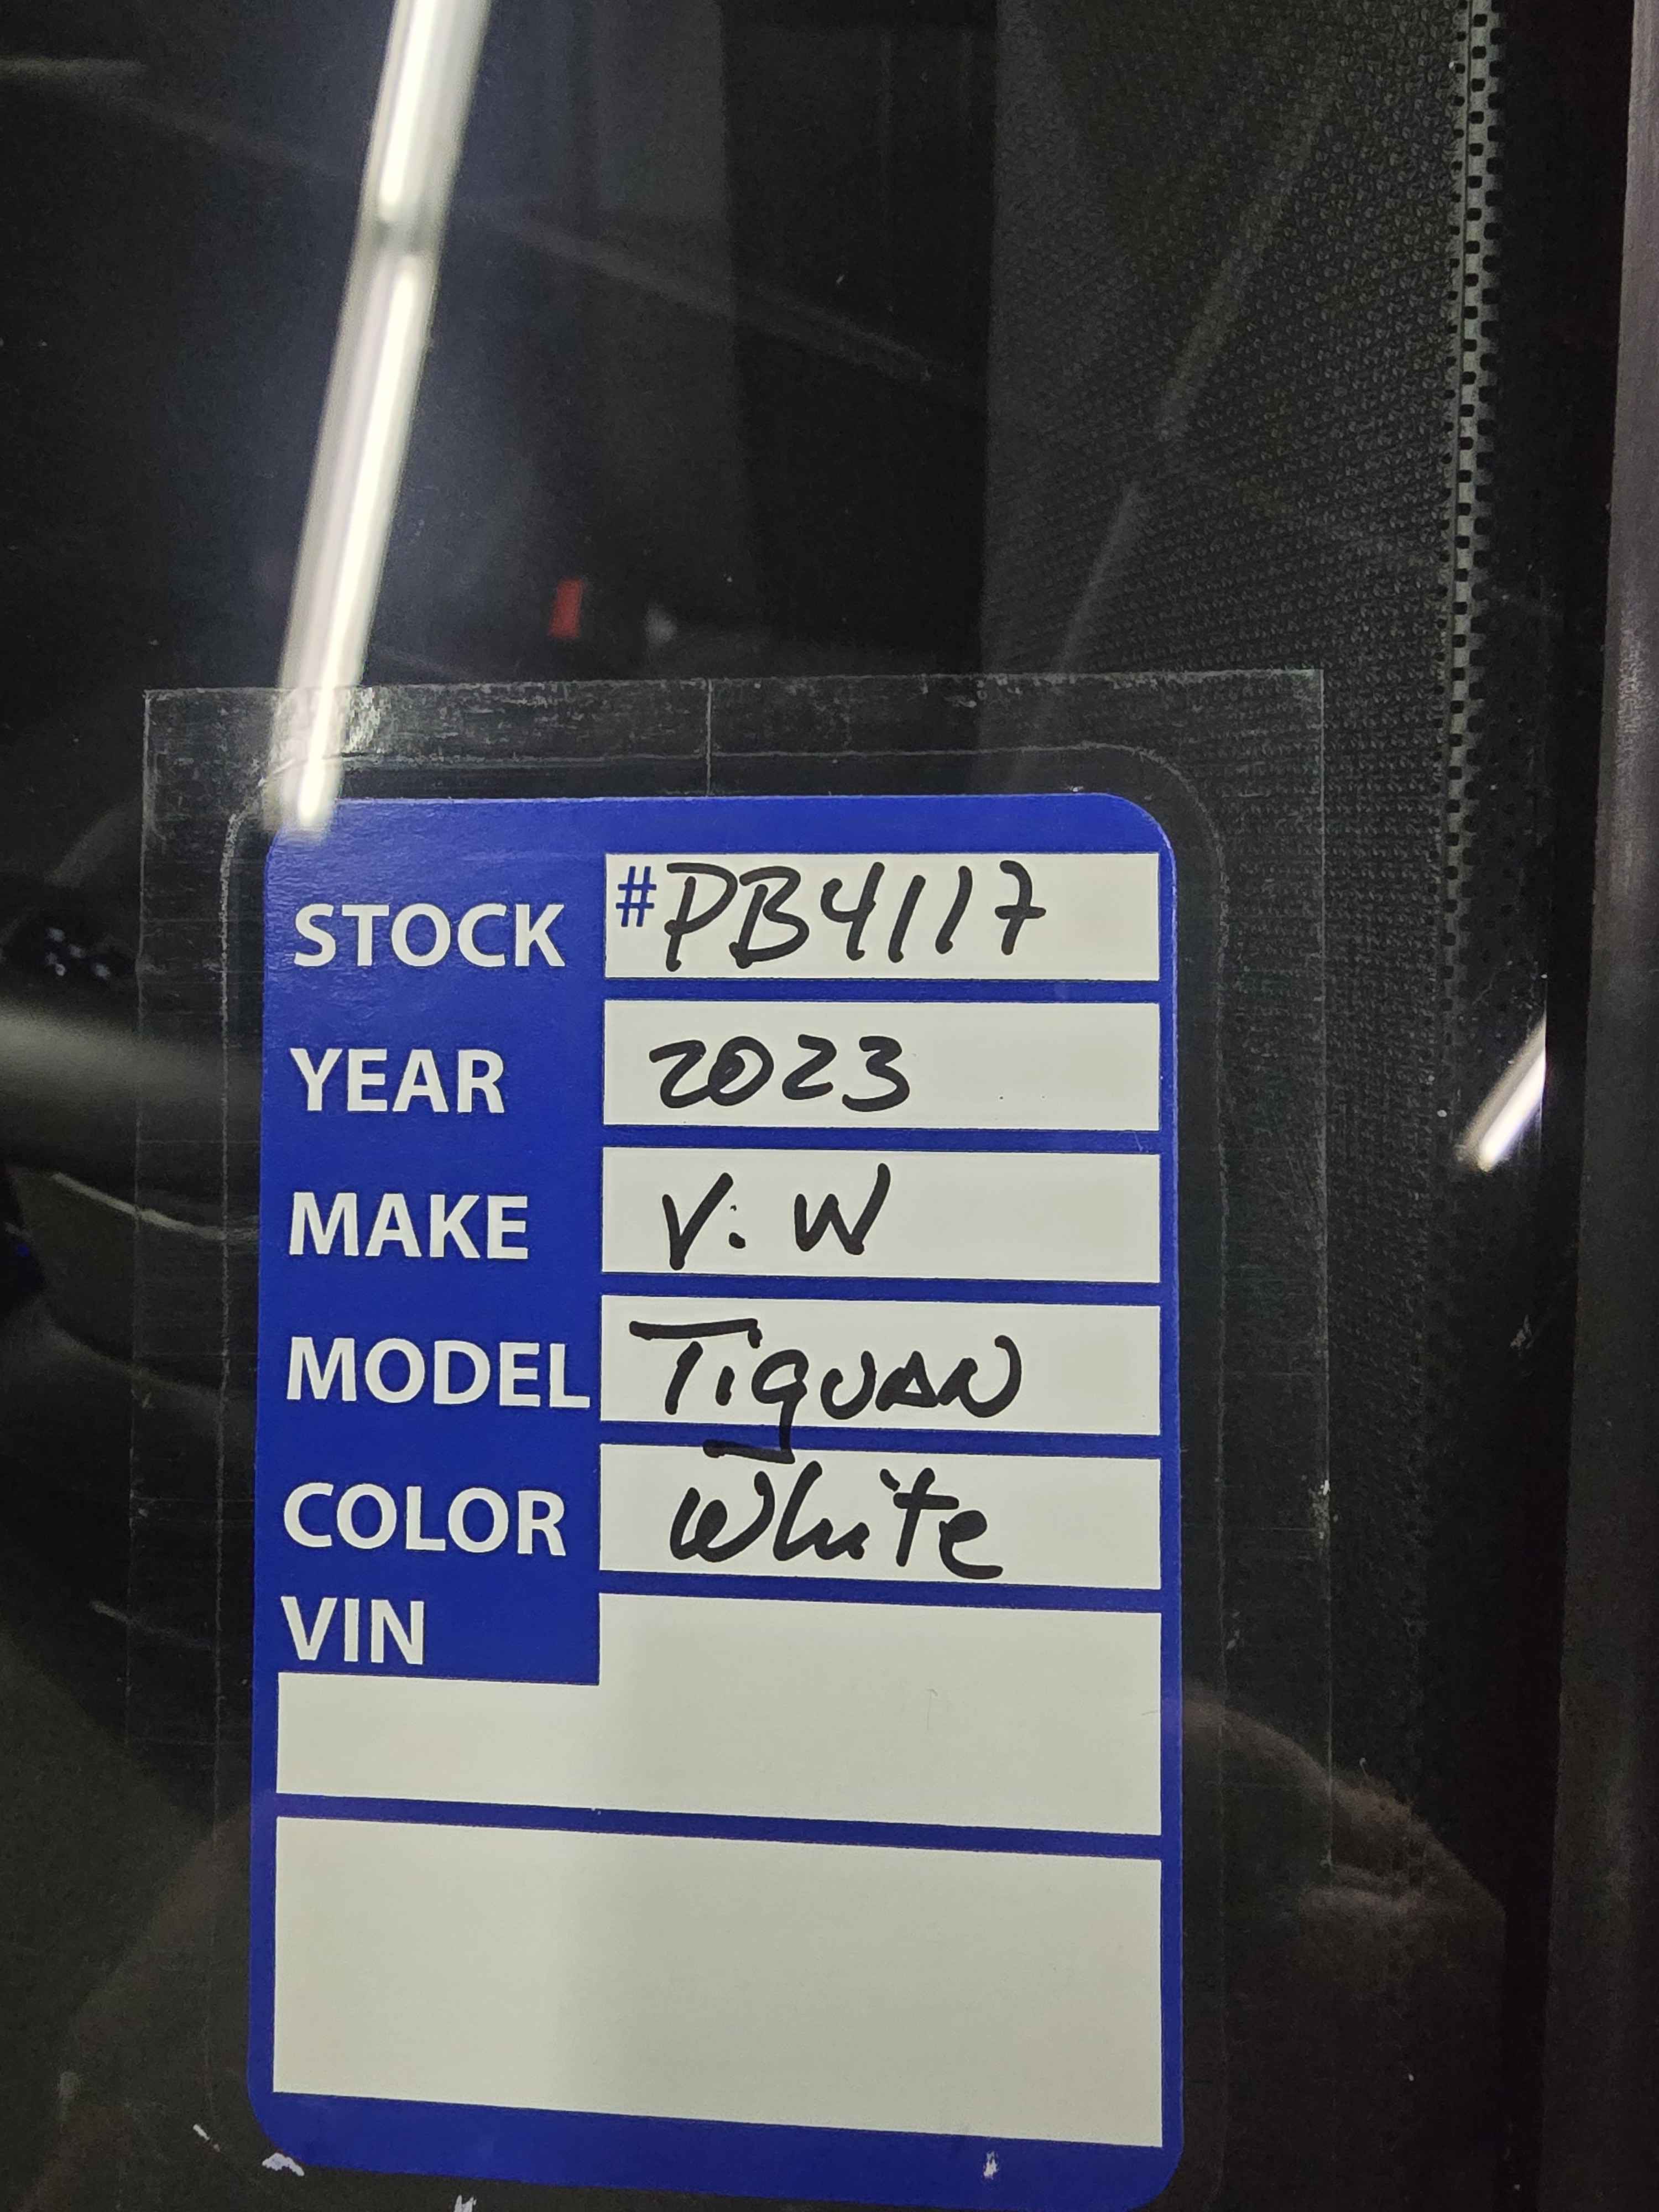 STOCK #PB4117
YEAR 2023
MAKE V.W
MODEL TIguAN
COLOR White
VIN